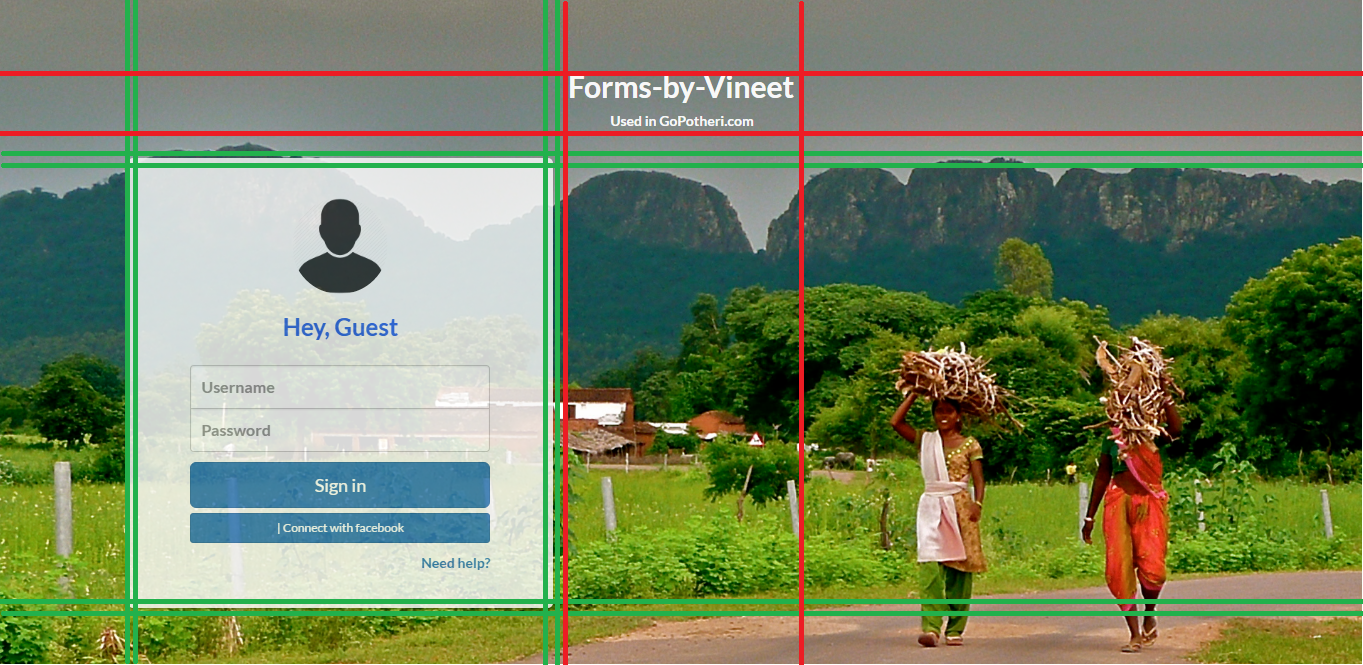 Forms-by-Vineet
Used in GoPotheri.com
Hey, Guest
Username
Password
Sign in
| Connect with facebook
Need help?